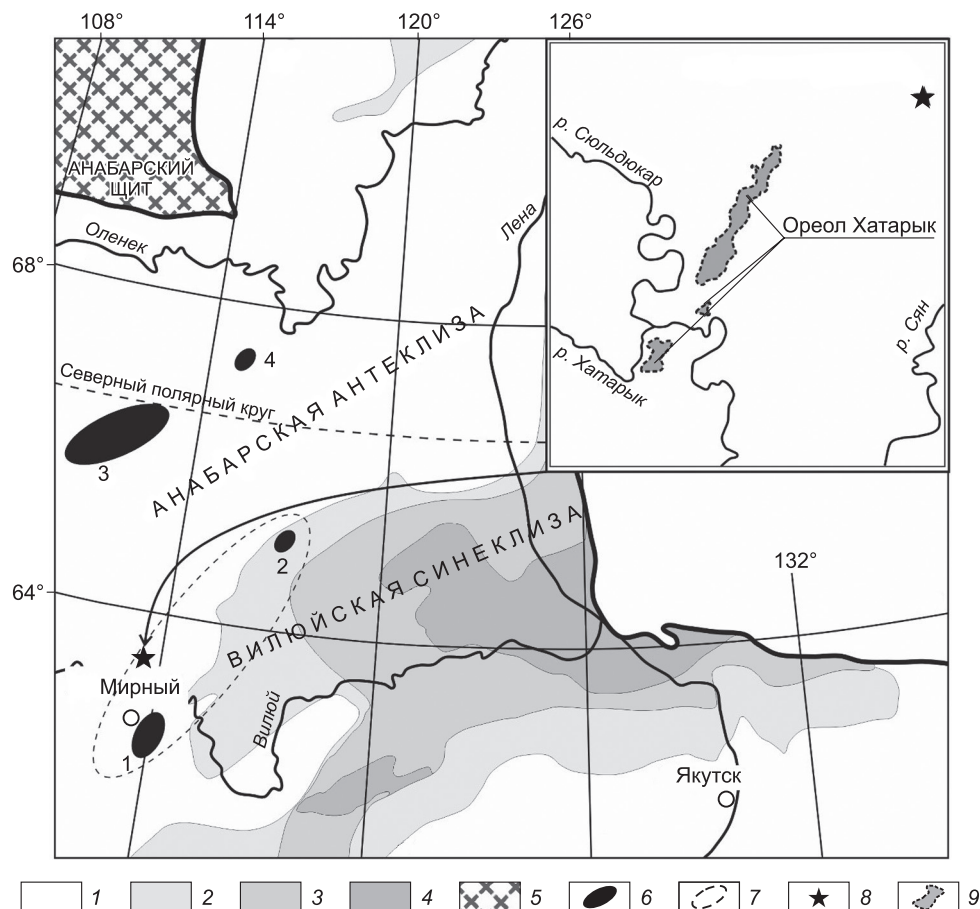 108°
114°
120°
126°
АНАБАРСКИЙ
ЩИТ
Оленек
68°
Лена
4
Северный полярный круг
3
АНАБАРСКАЯ АНТЕКЛИЗА
р. Сюльдюкар
Ореол Хатарык
р. Сян
р. Хатарык
2
ВИЛЮЙСКАЯ СИНЕКЛИЗА
132°
64°
Мирный
Вилюй
1
Якутск
1
2
3
4
5
6
7
8
9